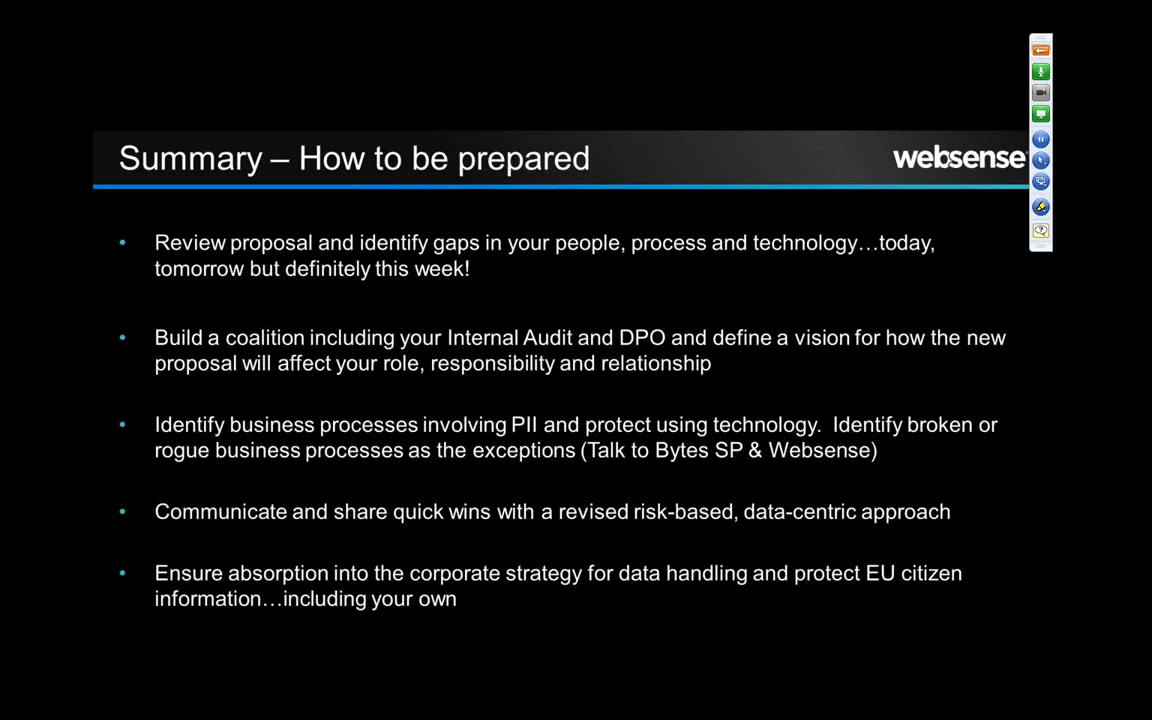 Summary – How to be prepared
websense
• Review proposal and identify gaps in your people, process and technology…today,
tomorrow but definitely this week!
• Build a coalition including your Internal Audit and DPO and define a vision for how the new
proposal will affect your role, responsibility and relationship
• Identify business processes involving PII and protect using technology.  Identify broken or
rogue business processes as the exceptions (Talk to Bytes SP & Websense)
• Communicate and share quick wins with a revised risk-based, data-centric approach
• Ensure absorption into the corporate strategy for data handling and protect EU citizen
information…including your own